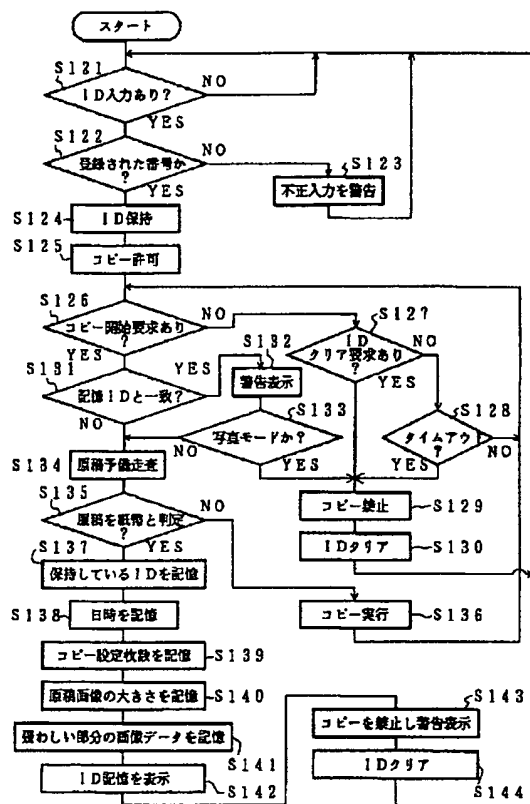 スタート
S121
ID入力あり?
NO
YES
S122
登録された番号か
?
NO
YES
S123
不正入力を警告
S124
ID保持
S125
コピー許可
S126
コピー開始要求あり
?
NO
YES
S127
ID
クリア要求あり
?
NO
YES
S131
記憶IDと一致?
YES
NO
S132
警告表示
S133
写真モードか?
NO
YES
S128
タイムアウト
?
NO
YES
S134
原稿予備走査
S129
コピー禁止
S135
原稿を紙幣と判定
?
NO
YES
S130
IDクリア
S137
保持しているIDを記憶
S136
コピー実行
S138
日時を記憶
コピー設定枚数を記憶
S139
原稿画像の大きさを記憶
S140
疑わしい部分の画像データを記憶
S141
ID記憶を表示
S142
S143
コピーを禁止し警告表示
IDクリア
S144